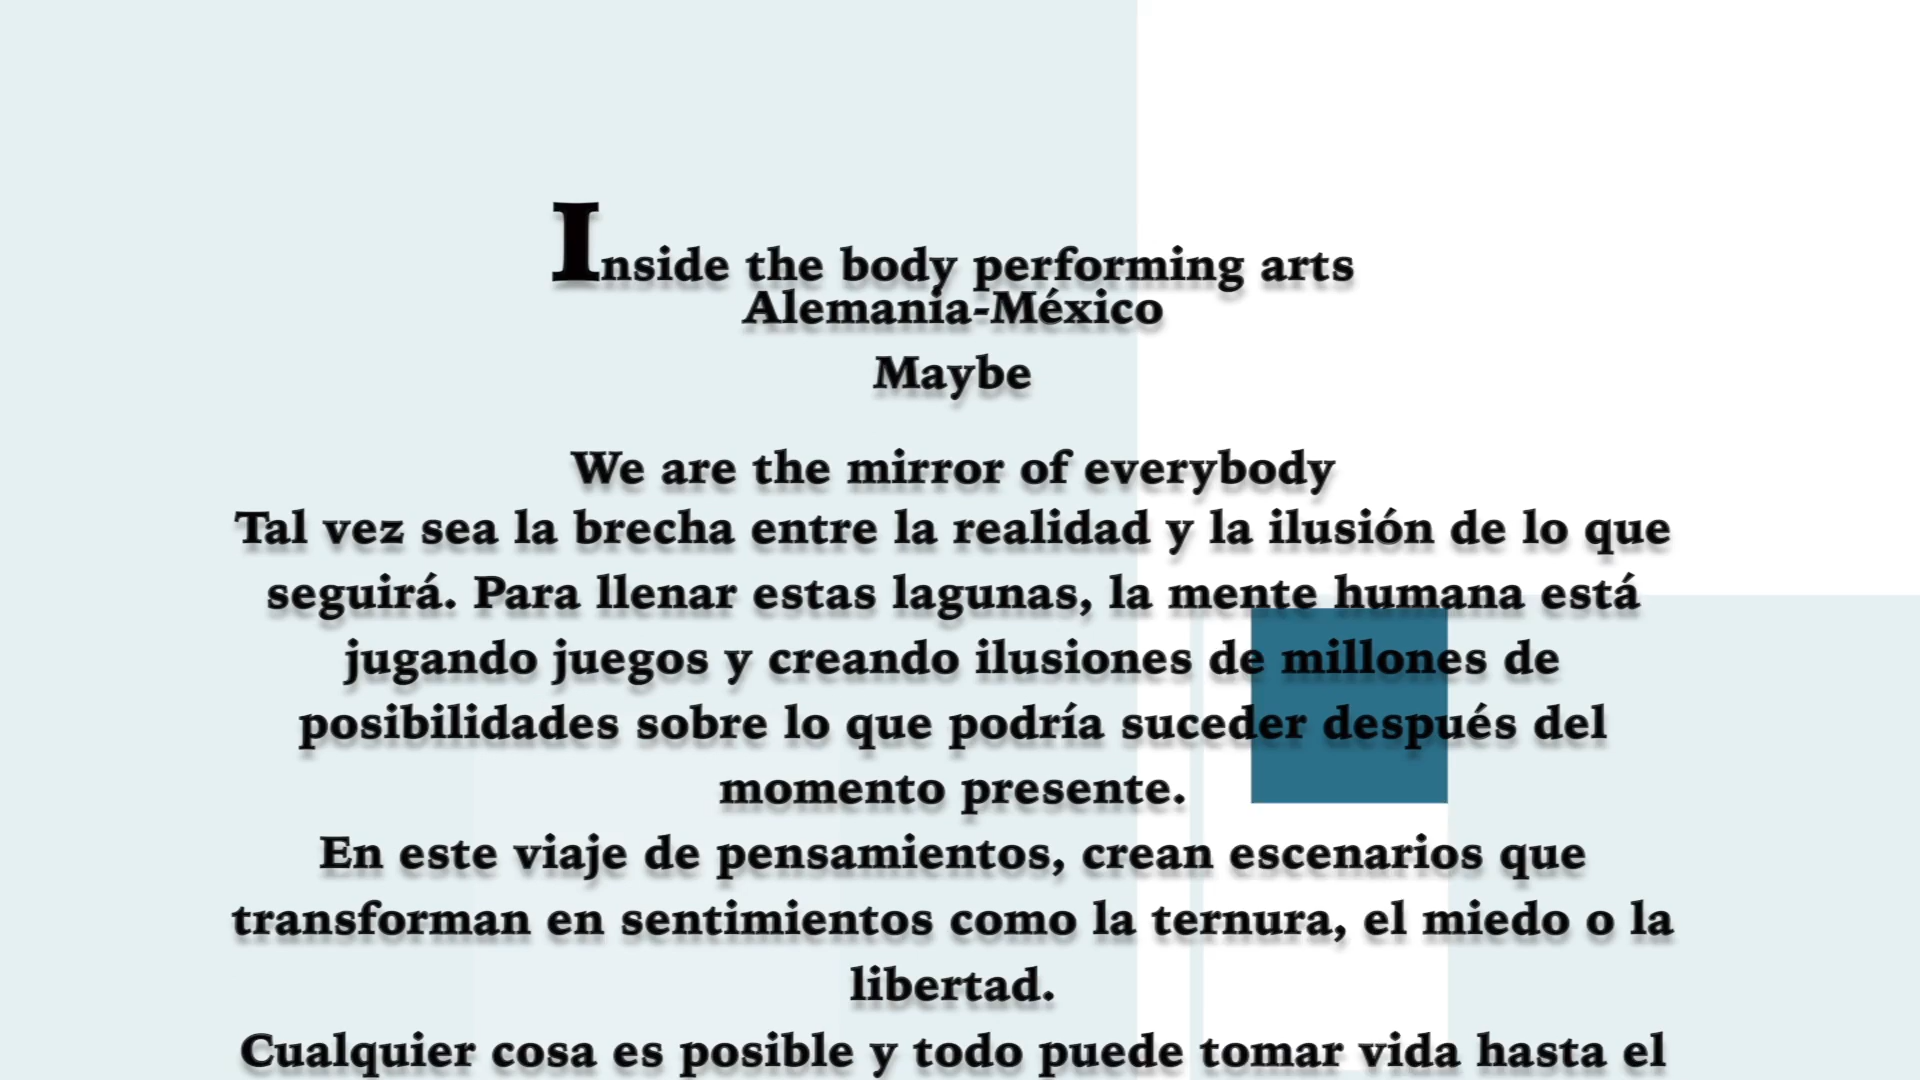 Inside the body performing arts
Alemania-México
Maybe
We are the mirror of everybody
Tal vez sea la brecha entre la realidad y la ilusión de lo que
seguirá. Para llenar estas lagunas, la mente humana está
jugando juegos y creando ilusiones de millones de
posibilidades sobre lo que podría suceder después del
momento presente.
En este viaje de pensamientos, crean escenarios que
transforman en sentimientos como la ternura, el miedo o la
libertad.
Cualquier cosa es posible y todo puede tomar vida hasta el